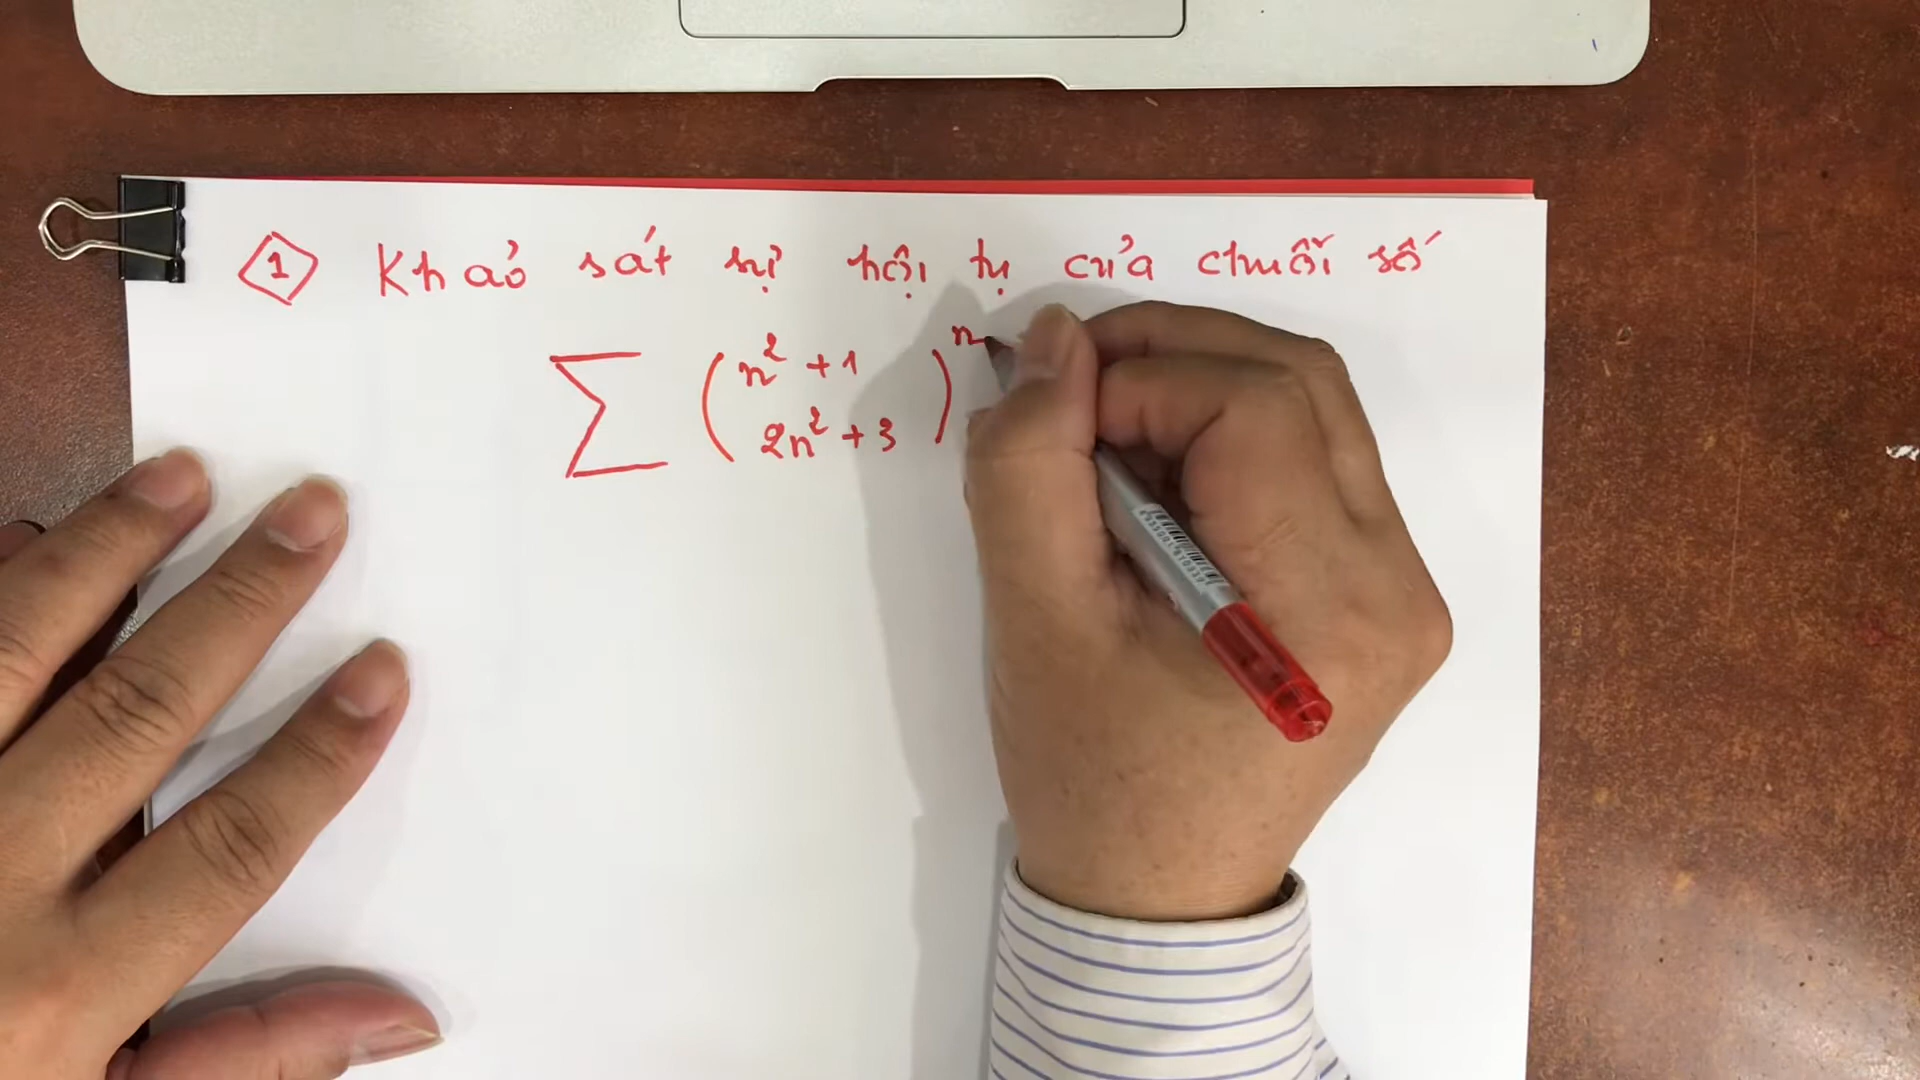 1 Khảo sát sự hội tụ của chuỗi số
∑ ( n² + 1
2n² + 3 )ⁿ